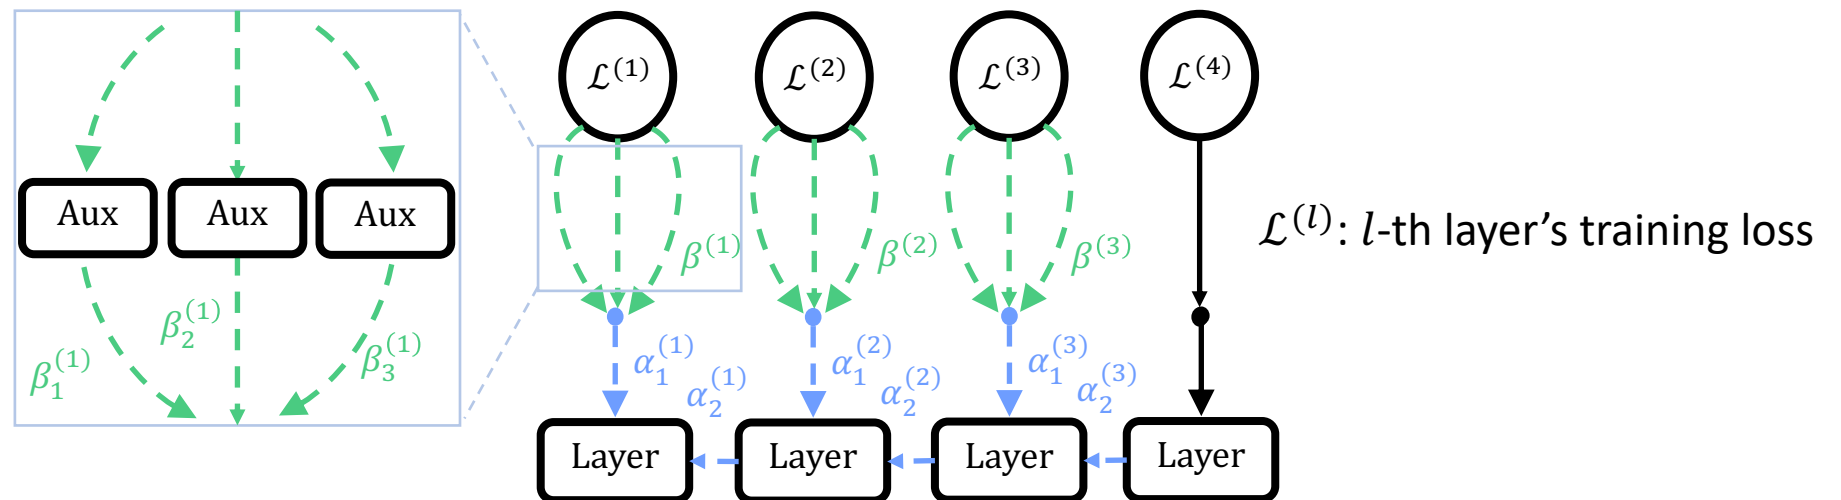 ℒ⁽¹⁾ ℒ⁽²⁾ ℒ⁽³⁾ ℒ⁽⁴⁾
Aux Aux Aux
ℒ⁽ˡ⁾: l-th layer’s training loss
β⁽¹⁾ β⁽²⁾ β⁽³⁾
β₁⁽¹⁾ β₂⁽¹⁾ β₃⁽¹⁾
α₁⁽¹⁾ α₁⁽²⁾ α₁⁽³⁾
α₂⁽¹⁾ α₂⁽²⁾ α₂⁽³⁾
Layer Layer Layer Layer